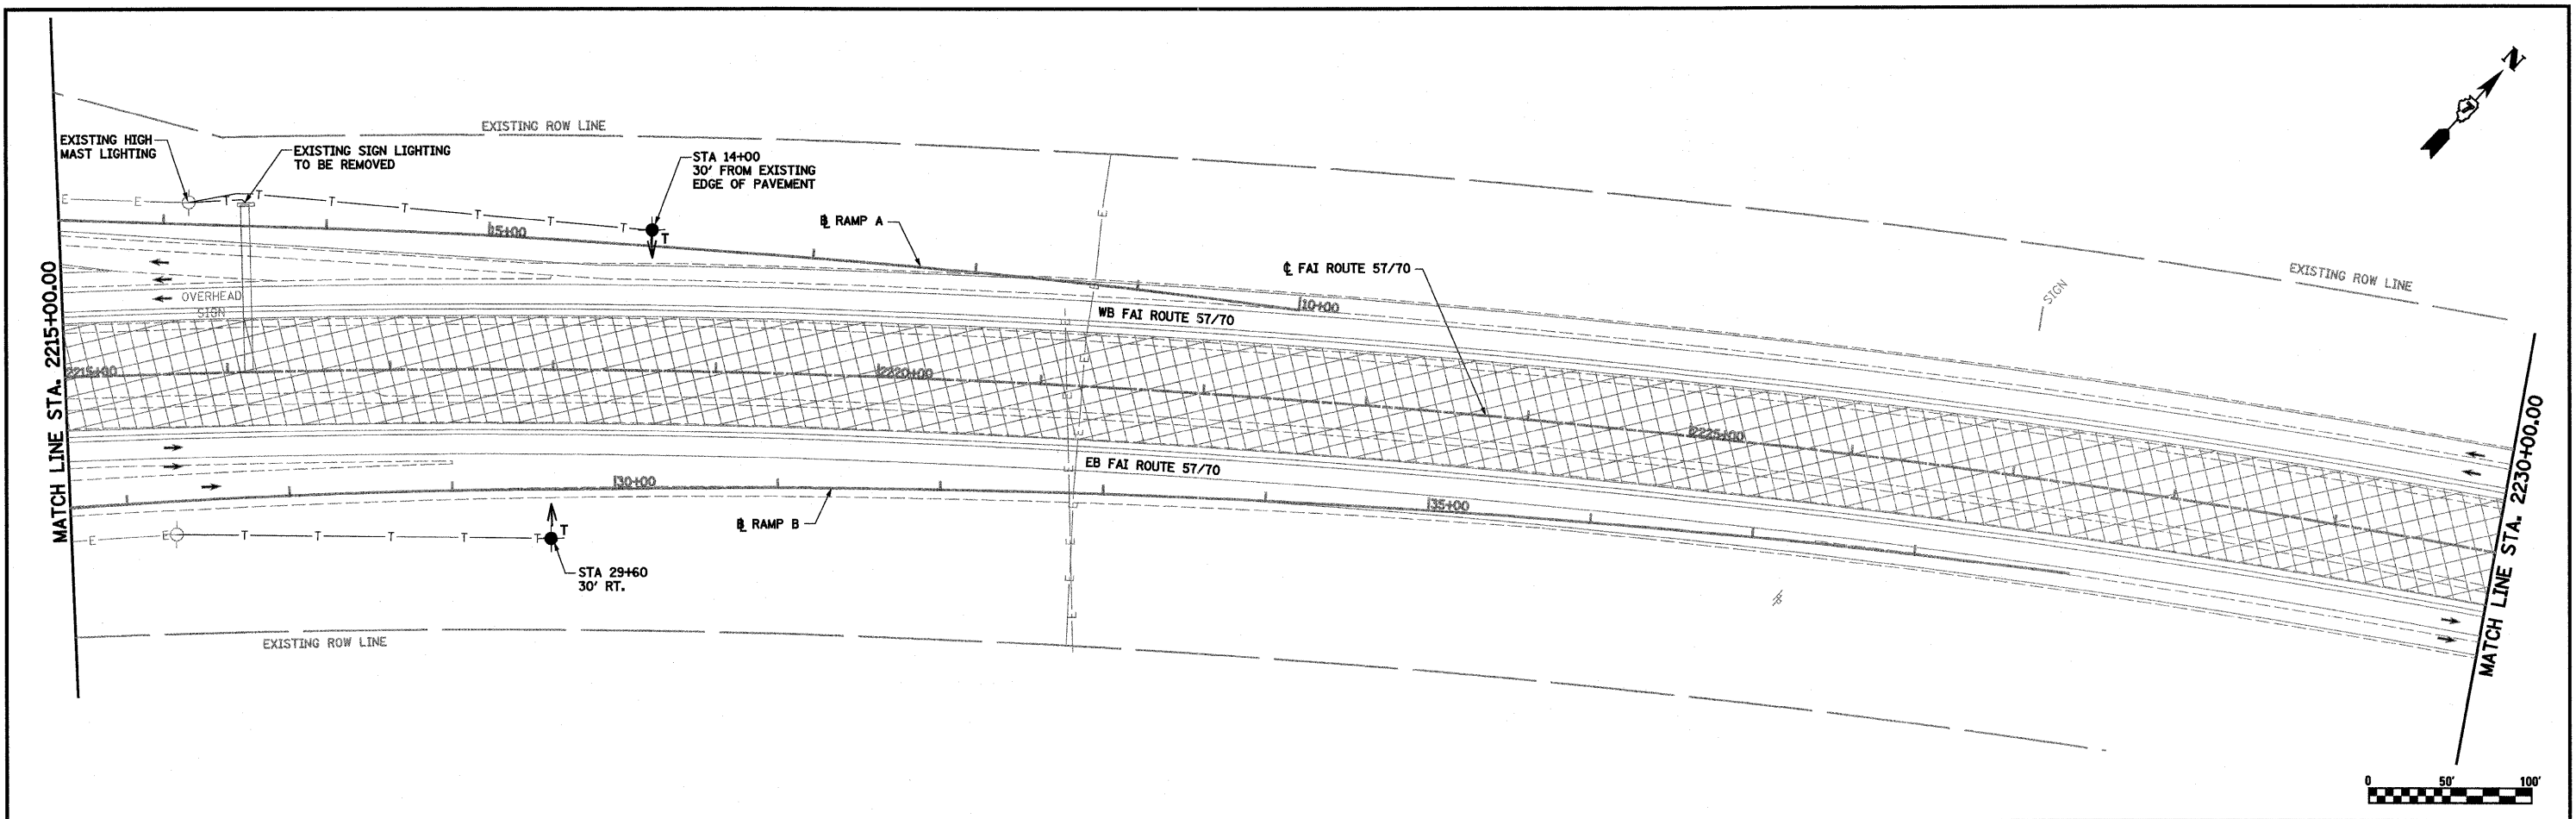 N
EXISTING ROW LINE
EXISTING HIGH
MAST LIGHTING
EXISTING SIGN LIGHTING
TO BE REMOVED
STA 14+00
30' FROM EXISTING
EDGE OF PAVEMENT
E E T T T T T T T
T
15+00
℄ RAMP A
E
℄ FAI ROUTE 57/70
EXISTING ROW LINE
SIGN
OVERHEAD
SIGN
10+00
WB FAI ROUTE 57/70
MATCH LINE STA. 2215+00.00
2215+00
2220+00
2225+00
EB FAI ROUTE 57/70
30+00
35+00
℄ RAMP B
E E T T T T T
T
STA 29+60
30' RT.
EXISTING ROW LINE
MATCH LINE STA. 2230+00.00
0 50' 100'